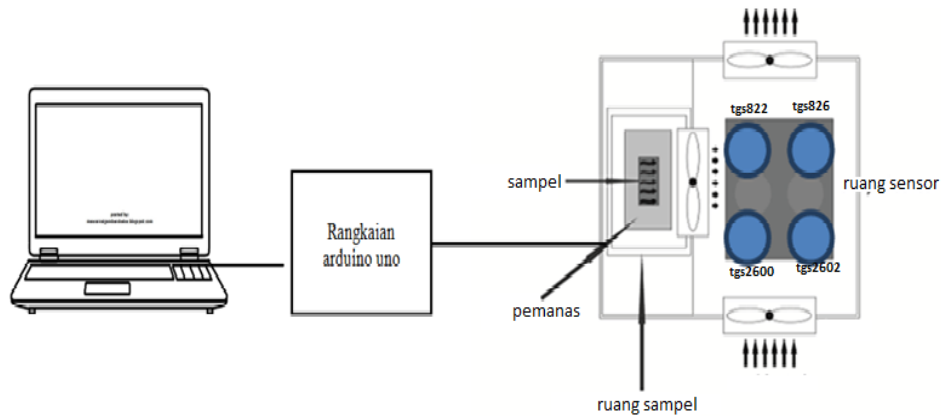 Rangkaian
arduino uno
sampel
pemanas
ruang sampel
tgs822
tgs826
ruang sensor
tgs2600
tgs2602